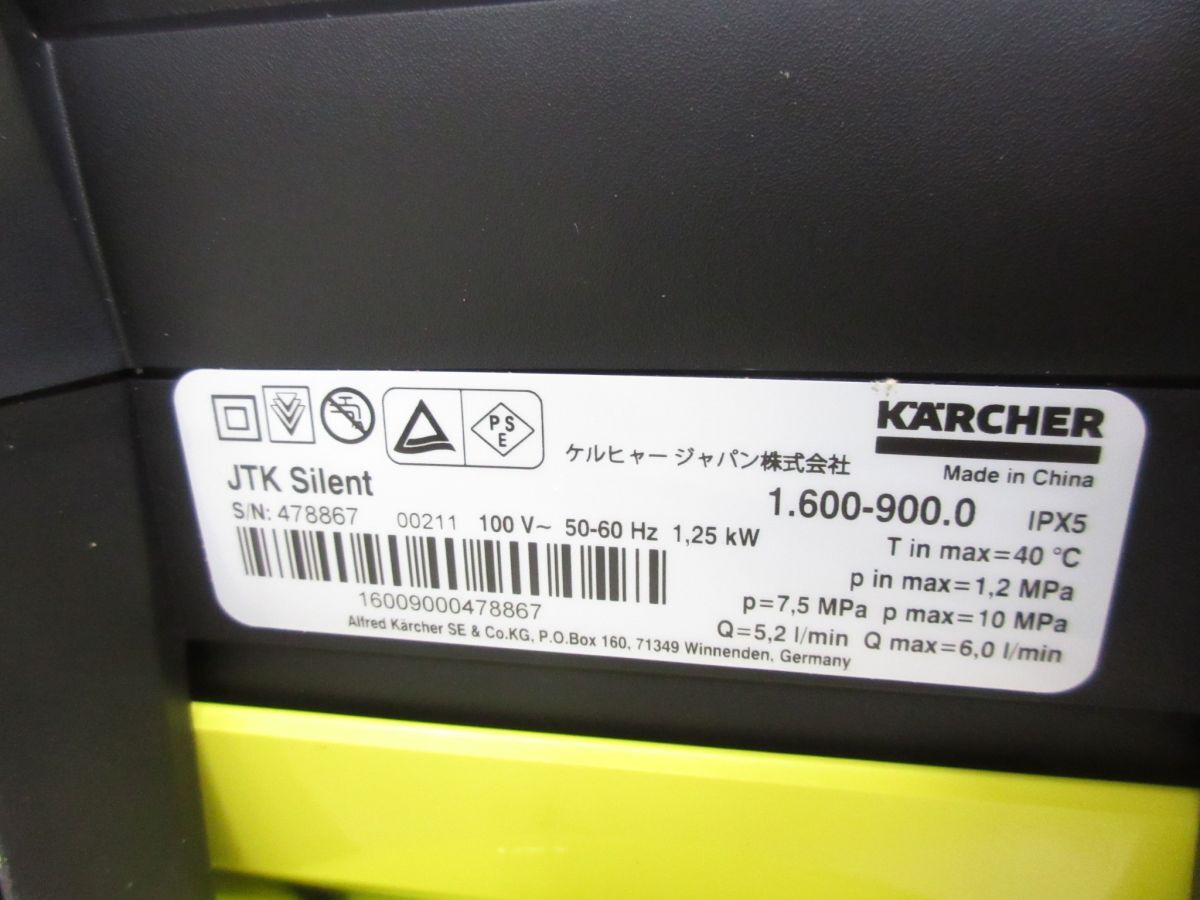 PS
E
ケルヒャー ジャパン株式会社
KÄRCHER
Made in China
JTK Silent
1.600-900.0 IPX5
S/N: 478867 00211 100 V~ 50-60 Hz 1,25 kW
T in max=40 °C
p in max=1,2 MPa
p=7,5 MPa p max=10 MPa
Q=5,2 l/min Q max=6,0 l/min
16009000478867
Alfred Kärcher SE & Co.KG, P.O.Box 160, 71349 Winnenden, Germany